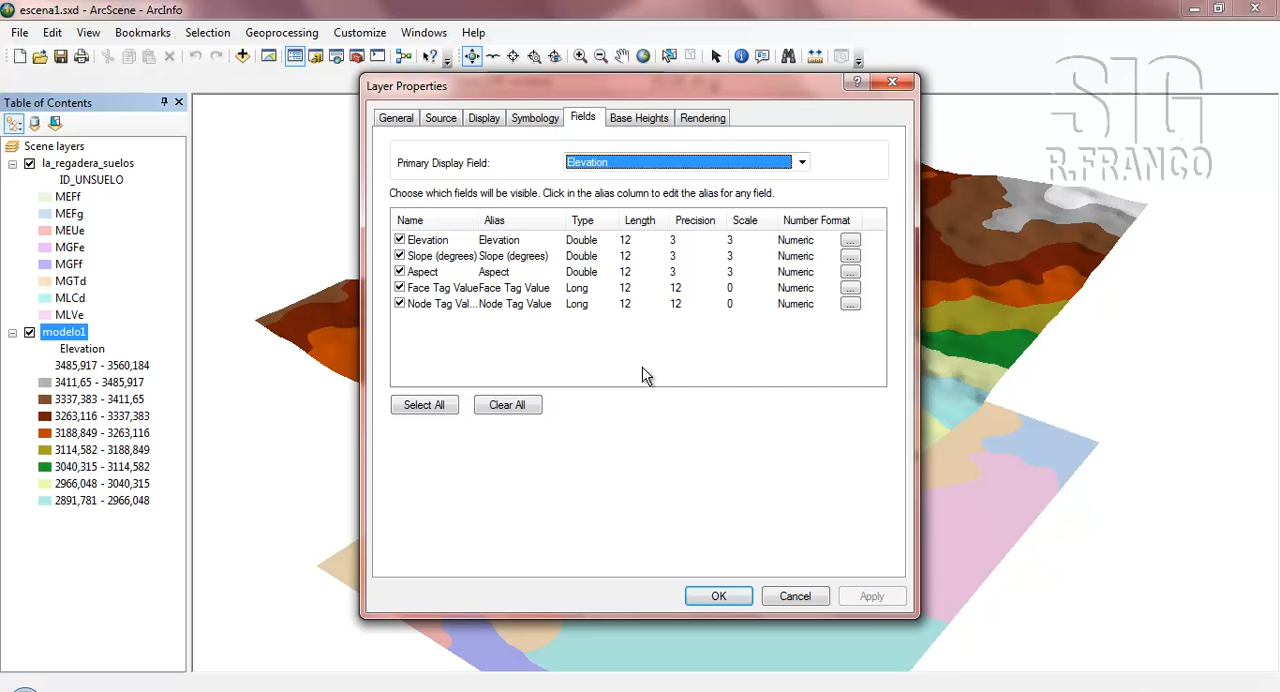 escena1.sxd - ArcScene - ArcInfo
File Edit View Bookmarks Selection Geoprocessing Customize Windows Help
SIG
R.FRANCO
Table of Contents
Scene layers
la_regadera_suelos
ID_UNSUELO
MEFf
MEFg
MEUe
MGFe
MGFf
MGTd
MLCd
MLVe
modelo1
Elevation
3485,917 - 3560,184
3411,65 - 3485,917
3337,383 - 3411,65
3263,116 - 3337,383
3188,849 - 3263,116
3114,582 - 3188,849
3040,315 - 3114,582
2966,048 - 3040,315
2891,781 - 2966,048
Layer Properties
General Source Display Symbology Fields Base Heights Rendering
Primary Display Field: Elevation
Choose which fields will be visible. Click in the alias column to edit the alias for any field.
Name Alias Type Length Precision Scale Number Format
Elevation Elevation Double 12 3 3 Numeric ...
Slope (degrees) Slope (degrees) Double 12 3 3 Numeric ...
Aspect Aspect Double 12 3 3 Numeric ...
Face Tag Value Face Tag Value Long 12 12 0 Numeric ...
Node Tag Val... Node Tag Value Long 12 12 0 Numeric ...
Select All Clear All
OK Cancel Apply